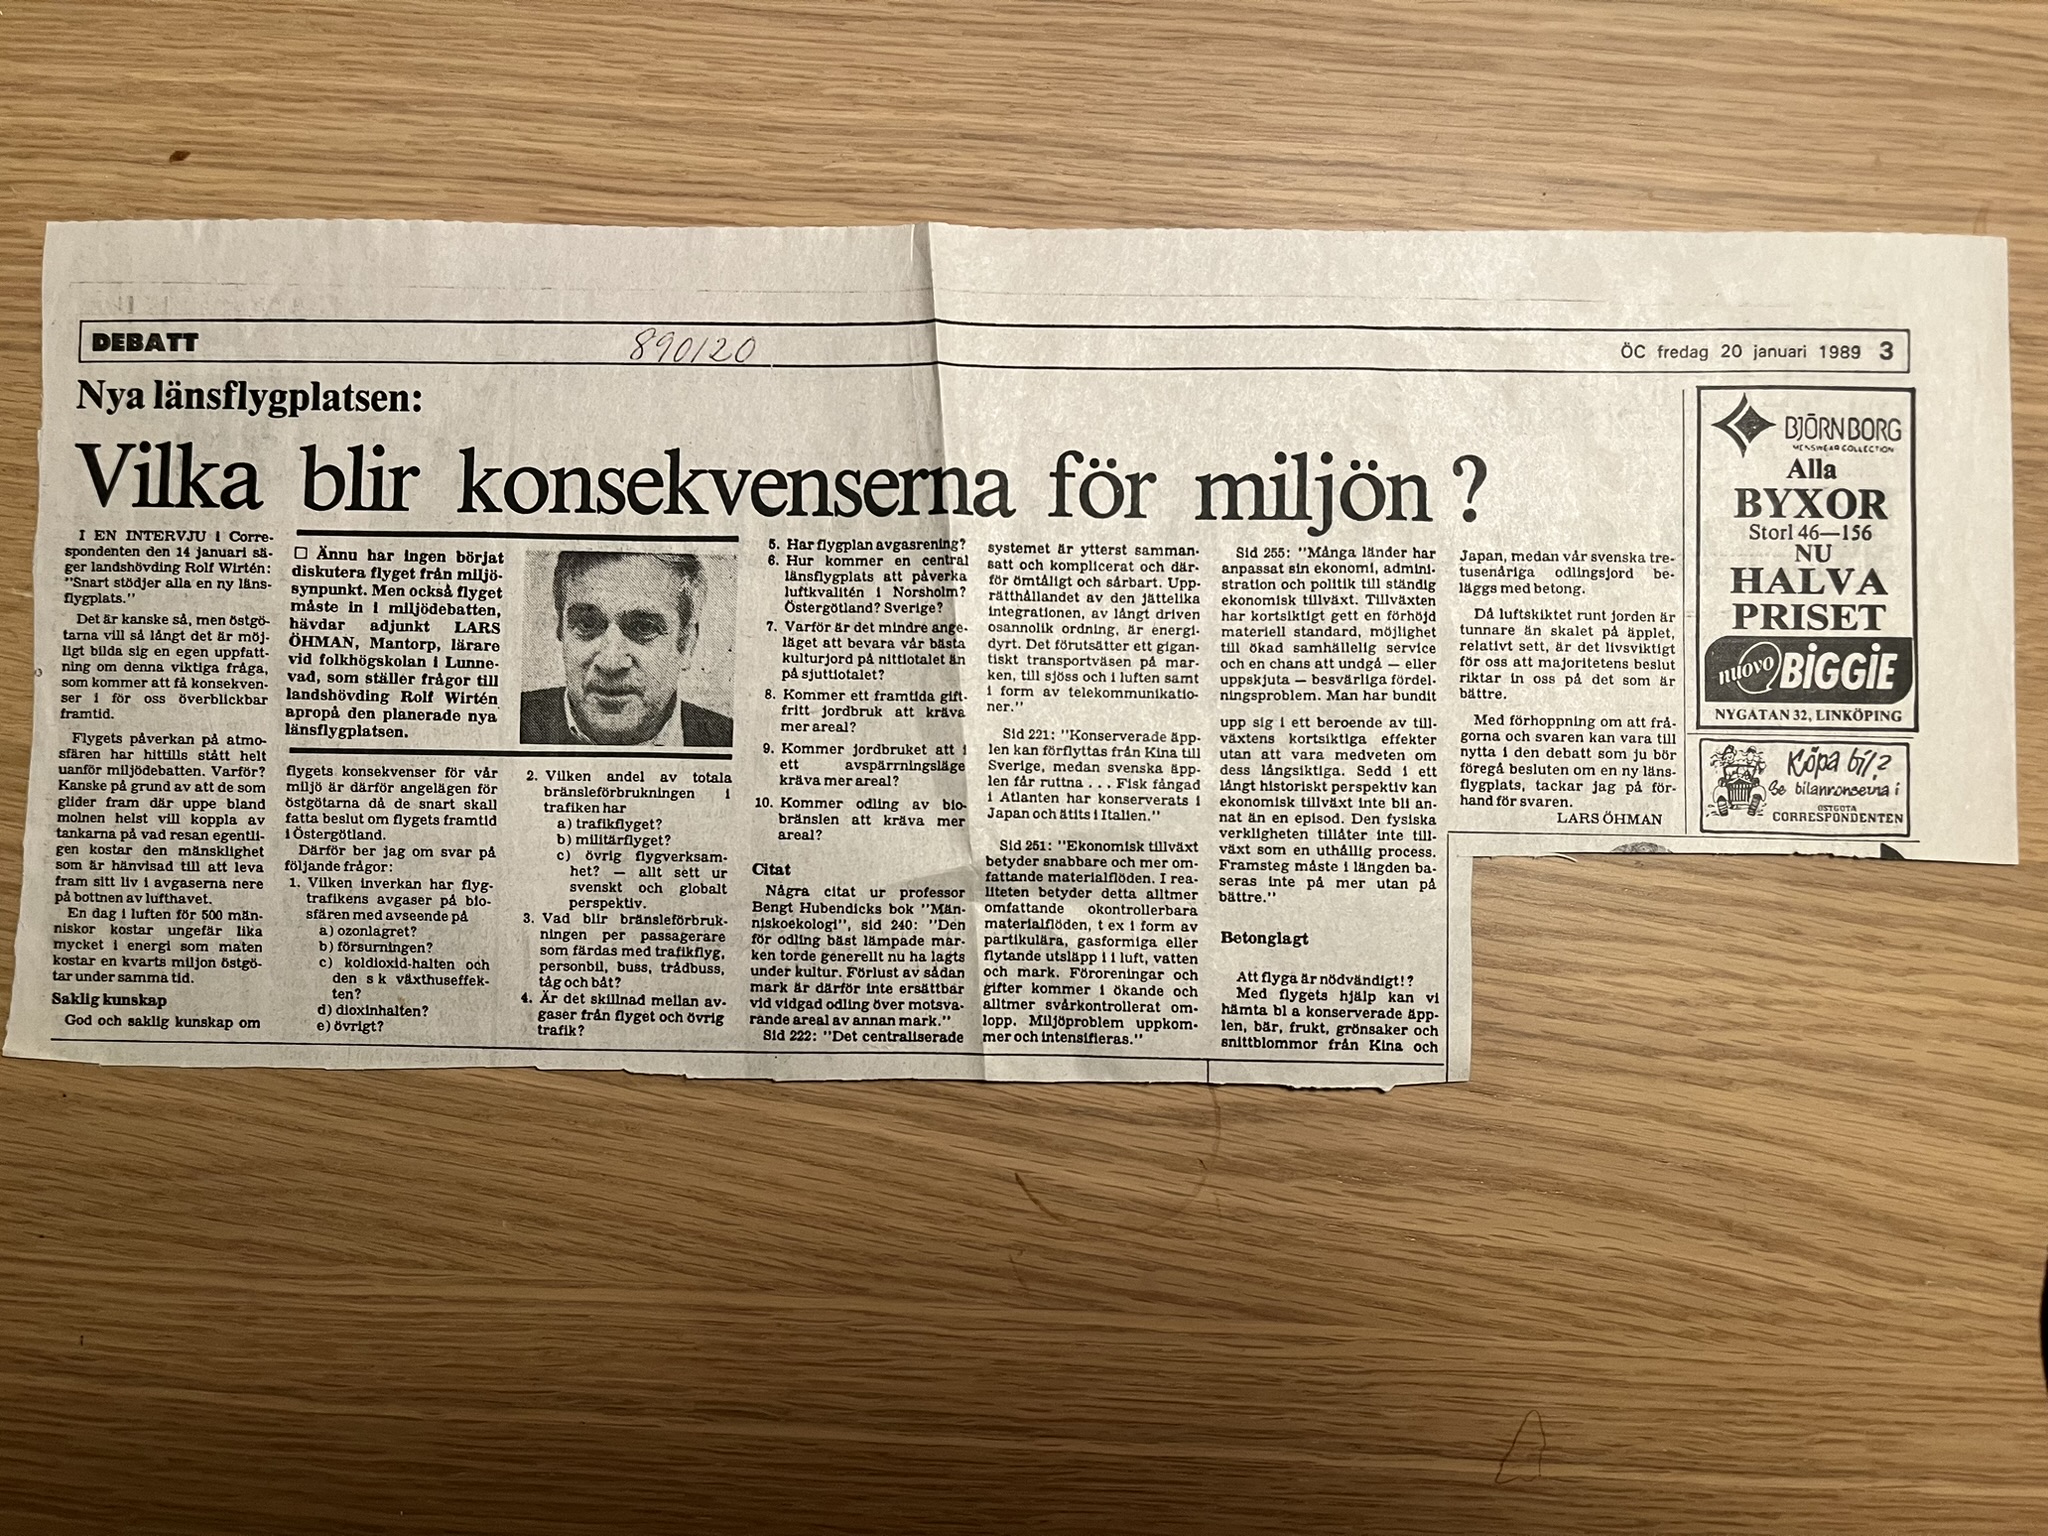 DEBATT
890120
ÖC fredag 20 januari 1989 3
Nya länsflygplatsen:
Vilka blir konsekvenserna för miljön?
I EN INTERVJU i Corre-
spondenten den 14 januari sä-
ger landshövding Rolf Wirtén:
"Snart stödjer alla en ny läns-
flygplats."
Det är kanske så, men östgö-
tarna vill så långt det är möj-
ligt bilda sig en egen uppfatt-
ning om denna viktiga fråga,
som kommer att få konsekven-
ser i för oss överblickbar
framtid.
Flygets påverkan på atmo-
sfären har hittills stått helt
uanför miljödebatten. Varför?
Kanske på grund av att de som
glider fram där uppe bland
molnen helst vill koppla av
tankarna på vad resan egentli-
gen kostar den mänsklighet
som är hänvisad till att leva
fram sitt liv i avgaserna nere
på bottnen av lufthavet.
En dag i luften för 500 män-
niskor kostar ungefär lika
mycket i energi som maten
kostar en kvarts miljon östgö-
tar under samma tid.
Saklig kunskap
God och saklig kunskap om
□ Ännu har ingen börjat
diskutera flyget från miljö-
synpunkt. Men också flyget
måste in i miljödebatten,
hävdar adjunkt LARS
ÖHMAN, Mantorp, lärare
vid folkhögskolan i Lunne-
vad, som ställer frågor till
landshövding Rolf Wirtén
apropå den planerade nya
länsflygplatsen.
flygets konsekvenser för vår
miljö är därför angelägen för
östgötarna då de snart skall
fatta beslut om flygets framtid
i Östergötland.
Därför ber jag om svar på
följande frågor:
1. Vilken inverkan har flyg-
trafikens avgaser på bio-
sfären med avseende på
a) ozonlagret?
b) försurningen?
c) koldioxid-halten och
den s k växthuseffek-
ten?
d) dioxinhalten?
e) övrigt?
2. Vilken andel av totala
bränsleförbrukningen i
trafiken har
a) trafikflyget?
b) militärflyget?
c) övrig flygverksam-
het? — allt sett ur
svenskt och globalt
perspektiv.
3. Vad blir bränsleförbruk-
ningen per passagerare
som färdas med trafikflyg,
personbil, buss, trådbuss,
tåg och båt?
4. Är det skillnad mellan av-
gaser från flyget och övrig
trafik?
5. Har flygplan avgasrening?
6. Hur kommer en central
länsflygplats att påverka
luftkvalitén i Norsholm?
Östergötland? Sverige?
7. Varför är det mindre ange-
läget att bevara vår bästa
kulturjord på nittiotalet än
på sjuttiotalet?
8. Kommer ett framtida gift-
fritt jordbruk att kräva
mer areal?
9. Kommer jordbruket att i
ett avspärrningsläge
kräva mer areal?
10. Kommer odling av bio-
bränslen att kräva mer
areal?
Citat
Några citat ur professor
Bengt Hubendicks bok "Män-
niskoekologi", sid 240: "Den
för odling bäst lämpade mar-
ken torde generellt nu ha lagts
under kultur. Förlust av sådan
mark är därför inte ersättbar
vid vidgad odling över motsva-
rande areal av annan mark."
Sid 222: "Det centraliserade
systemet är ytterst samman-
satt och komplicerat och där-
för ömtåligt och sårbart. Upp-
rätthållandet av den jättelika
integrationen, av långt driven
osannolik ordning, är energi-
dyrt. Det förutsätter ett gigan-
tiskt transportväsen på mar-
ken, till sjöss och i luften samt
i form av telekommunikatio-
ner."
Sid 221: "Konserverade äpp-
len kan förflyttas från Kina till
Sverige, medan svenska äpp-
len får ruttna . . . Fisk fångad
i Atlanten har konserverats i
Japan och ätits i Italien."
Sid 251: "Ekonomisk tillväxt
betyder snabbare och mer om-
fattande materialflöden. I rea-
liteten betyder detta alltmer
omfattande okontrollerbara
materialflöden, t ex i form av
partikulära, gasformiga eller
flytande utsläpp i i luft, vatten
och mark. Föroreningar och
gifter kommer i ökande och
alltmer svårkontrollerat om-
lopp. Miljöproblem uppkom-
mer och intensifieras."
Sid 255: "Många länder har
anpassat sin ekonomi, admini-
stration och politik till ständig
ekonomisk tillväxt. Tillväxten
har kortsiktigt gett en förhöjd
materiell standard, möjlighet
till ökad samhällelig service
och en chans att undgå — eller
uppskjuta — besvärliga fördel-
ningsproblem. Man har bundit
upp sig i ett beroende av till-
växtens kortsiktiga effekter
utan att vara medveten om
dess långsiktiga. Sedd i ett
långt historiskt perspektiv kan
ekonomisk tillväxt inte bli an-
nat än en episod. Den fysiska
verkligheten tillåter inte till-
växt som en uthållig process.
Framsteg måste i längden ba-
seras inte på mer utan på
bättre."
Betonglagt
Att flyga är nödvändigt!?
Med flygets hjälp kan vi
hämta bl a konserverade äpp-
len, bär, frukt, grönsaker och
snittblommor från Kina och
Japan, medan vår svenska tre-
tusenåriga odlingsjord be-
läggs med betong.
Då luftskiktet runt jorden är
tunnare än skalet på äpplet,
relativt sett, är det livsviktigt
för oss att majoritetens beslut
riktar in oss på det som är
bättre.
Med förhoppning om att frå-
gorna och svaren kan vara till
nytta i den debatt som ju bör
föregå besluten om en ny läns-
flygplats, tackar jag på för-
hand för svaren.
LARS ÖHMAN
BJÖRN BORG
MENSWEAR COLLECTION
Alla
BYXOR
Storl 46—156
NU
HALVA
PRISET
nuovo BIGGIE
NYGATAN 32, LINKÖPING
Köpa bil?
Se bilannonserna i
ÖSTGÖTA
CORRESPONDENTEN